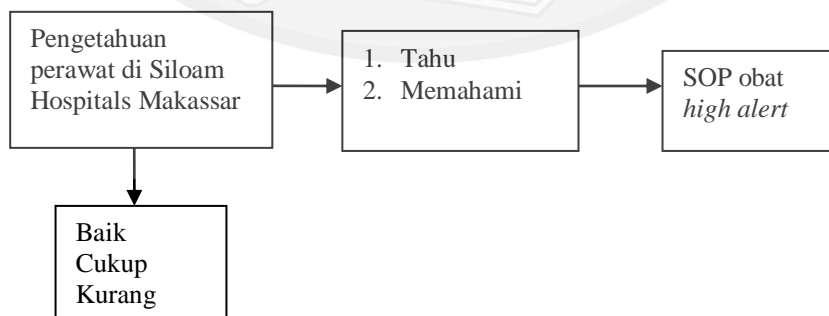 Pengetahuan
perawat di Siloam
Hospitals Makassar
1. Tahu
2. Memahami
SOP obat
high alert
Baik
Cukup
Kurang